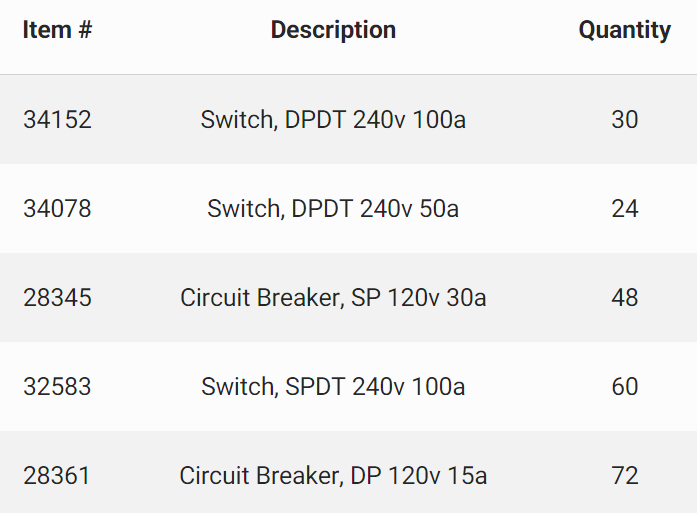 Item # Description Quantity
34152 Switch, DPDT 240v 100a 30
34078 Switch, DPDT 240v 50a 24
28345 Circuit Breaker, SP 120v 30a 48
32583 Switch, SPDT 240v 100a 60
28361 Circuit Breaker, DP 120v 15a 72